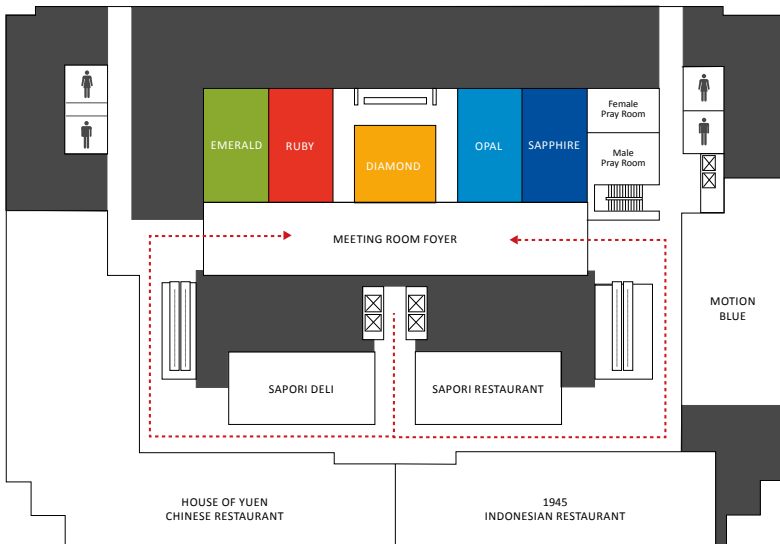 Female
Pray Room
EMERALD
RUBY
DIAMOND
OPAL
SAPPHIRE
Male
Pray Room
MEETING ROOM FOYER
MOTION
BLUE
SAPORI DELI
SAPORI RESTAURANT
HOUSE OF YUEN
CHINESE RESTAURANT
1945
INDONESIAN RESTAURANT